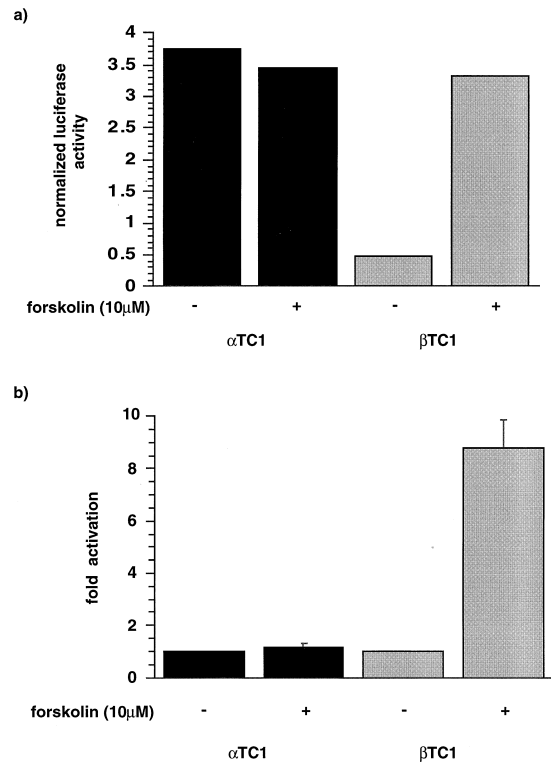 a)
normalized luciferase
activity
4
3.5
3
2.5
2
1.5
1
0.5
0
forskolin (10μM) - + - +
αTC1 βTC1
b)
fold activation
10
8
6
4
2
0
forskolin (10μM) - + - +
αTC1 βTC1